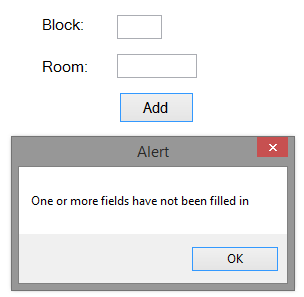 Block:
Room:
Add
Alert
One or more fields have not been filled in
OK